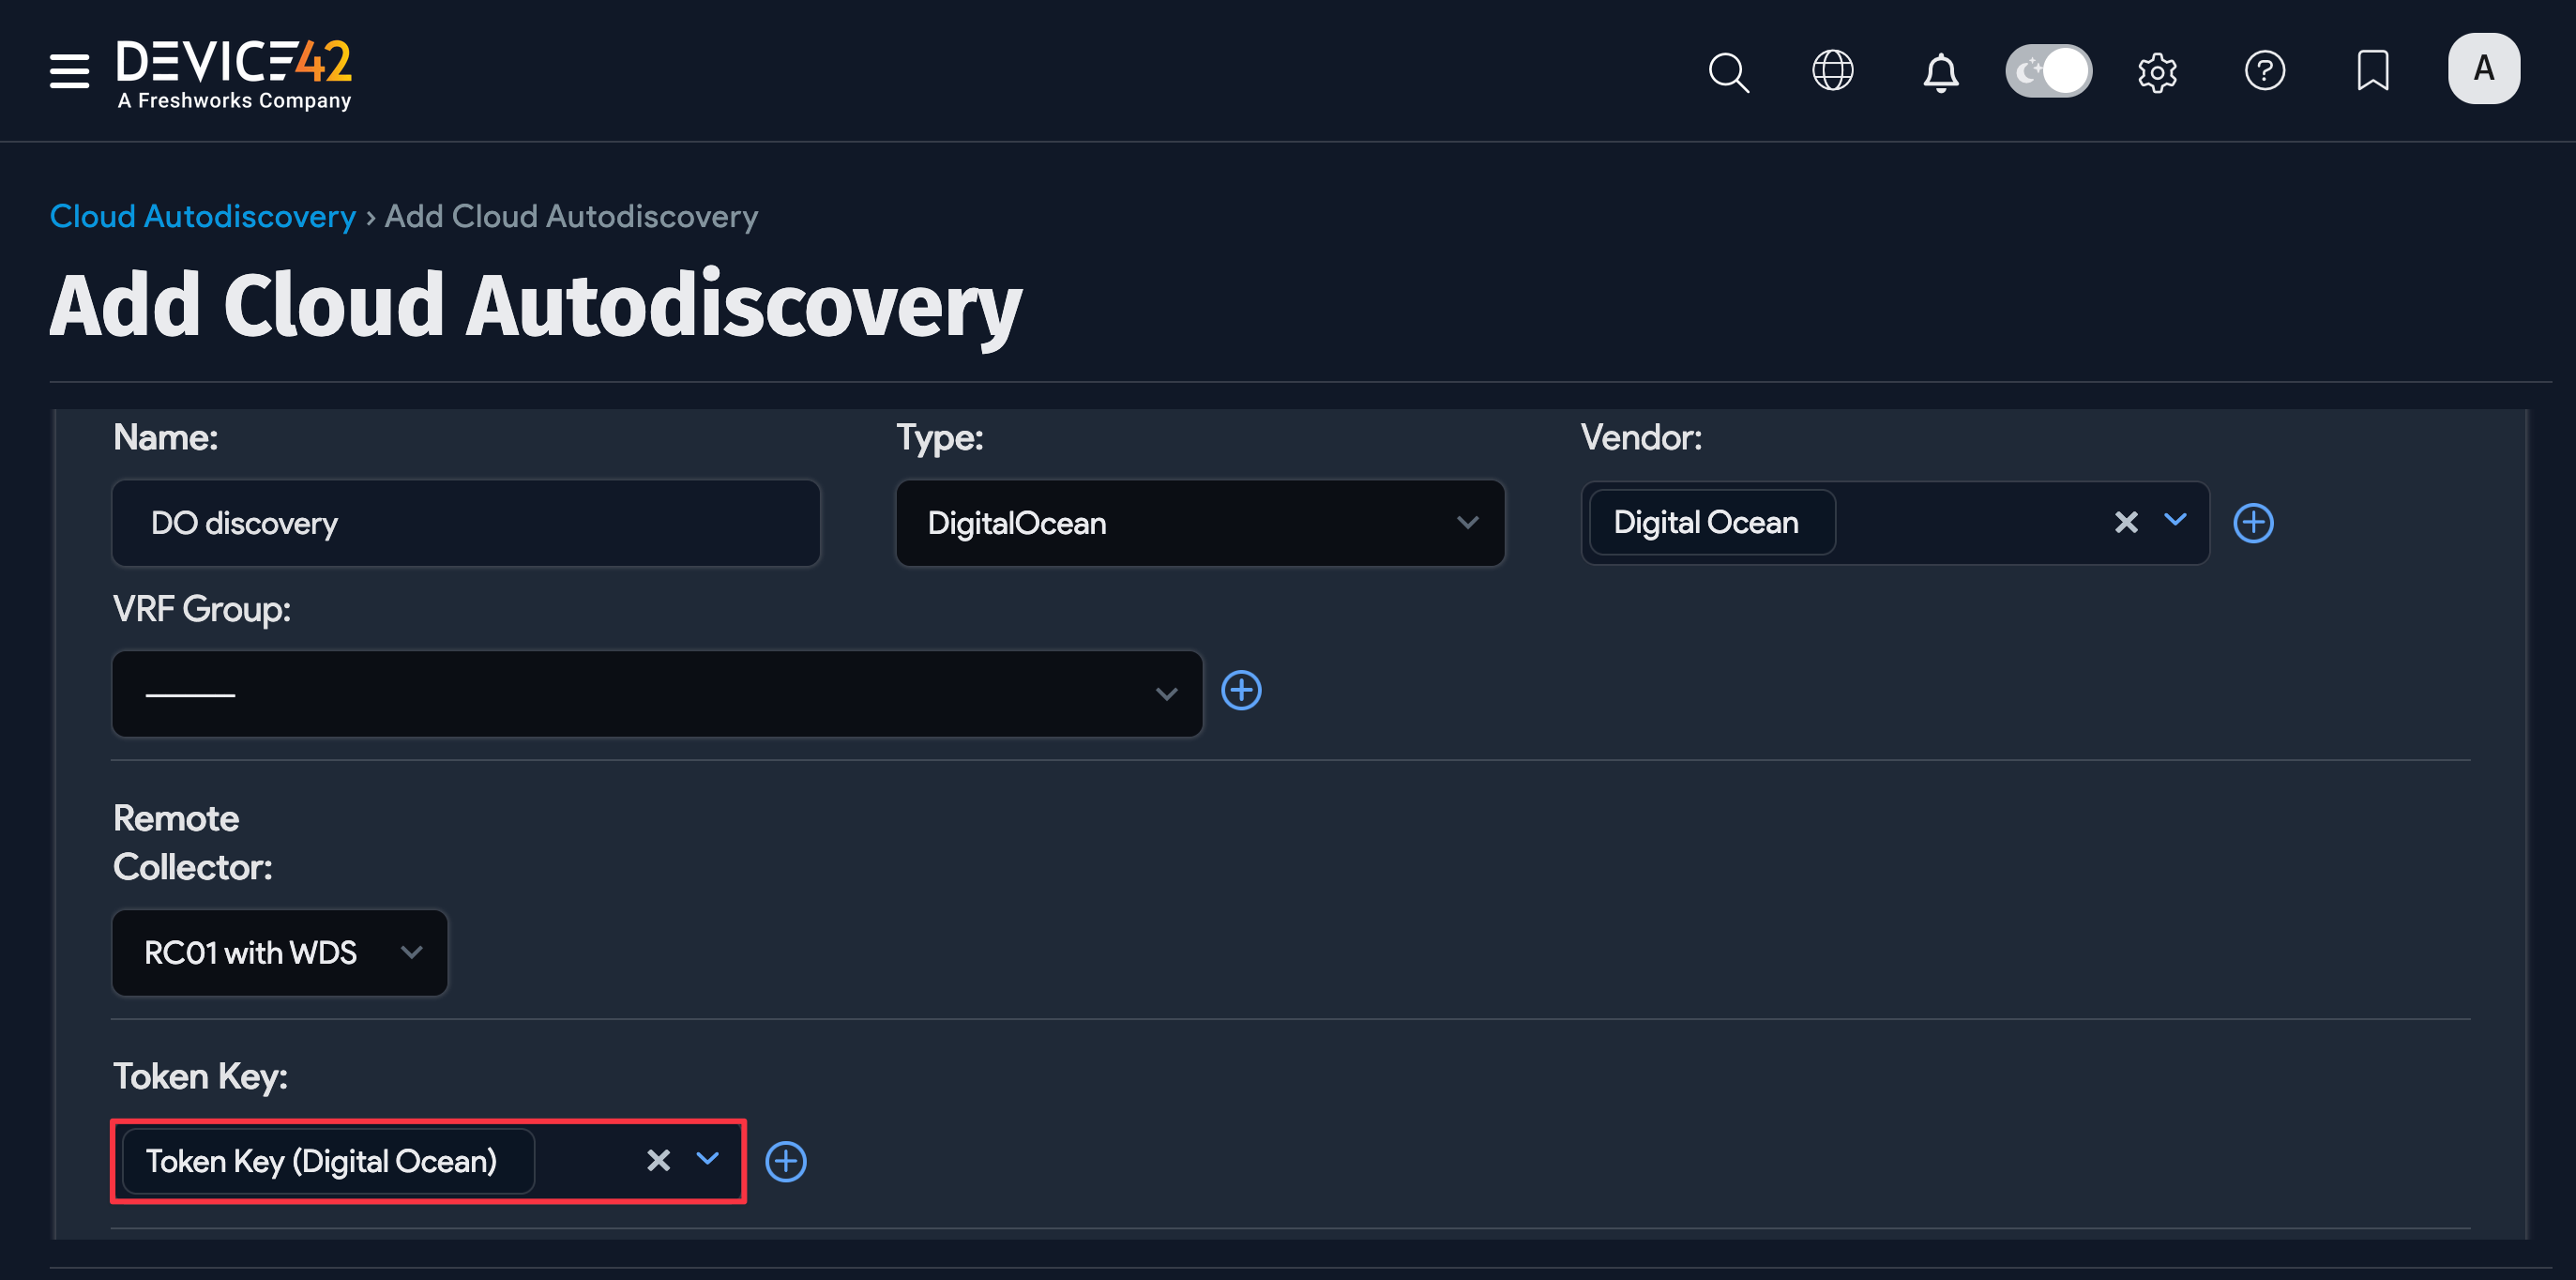 DEVICE42
A Freshworks Company
A
Cloud Autodiscovery › Add Cloud Autodiscovery
Add Cloud Autodiscovery
Name: Type: Vendor:
DO discovery DigitalOcean Digital Ocean
VRF Group:
Remote
Collector:
RC01 with WDS
Token Key:
Token Key (Digital Ocean)